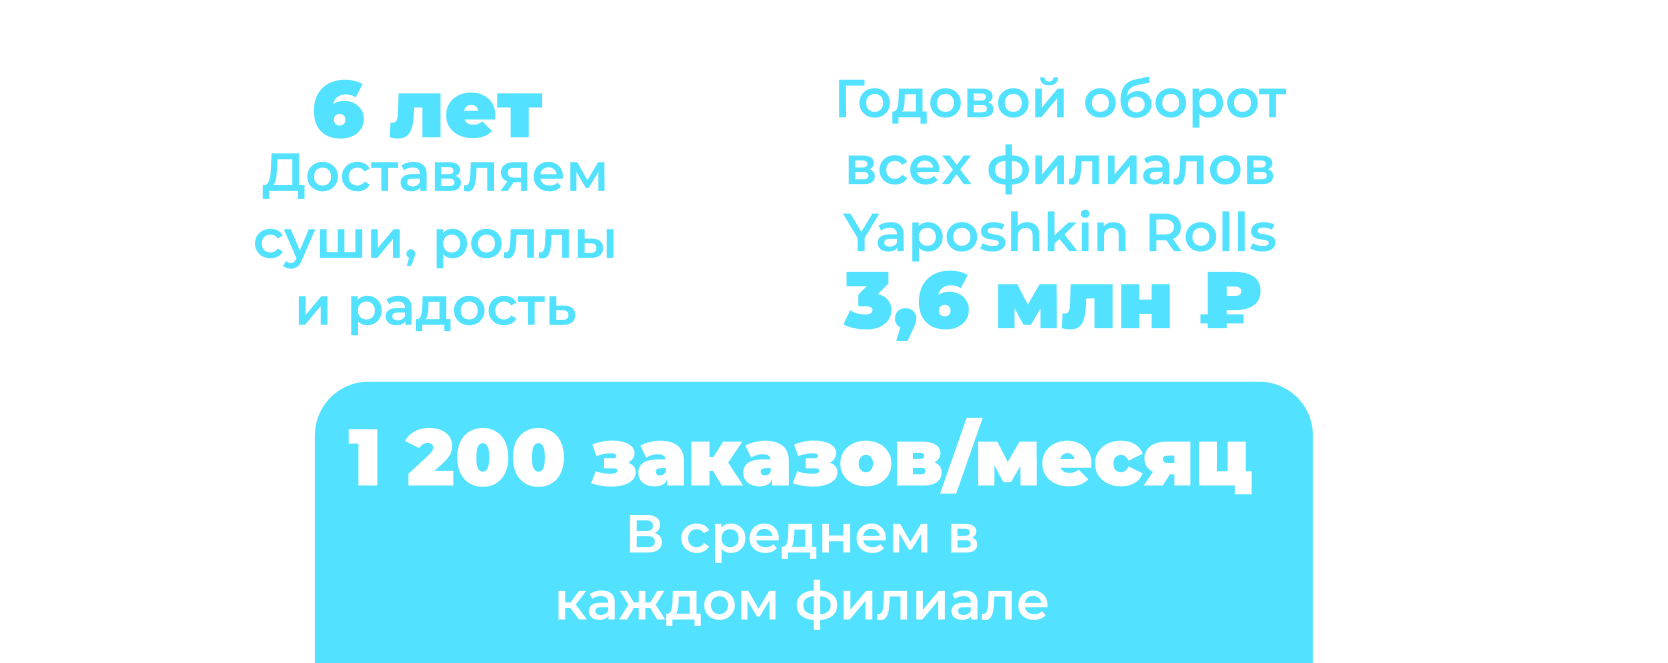 6 лет
Доставляем
суши, роллы
и радость
Годовой оборот
всех филиалов
Yaposhkin Rolls
3,6 млн ₽
1 200 заказов/месяц
В среднем в
каждом филиале